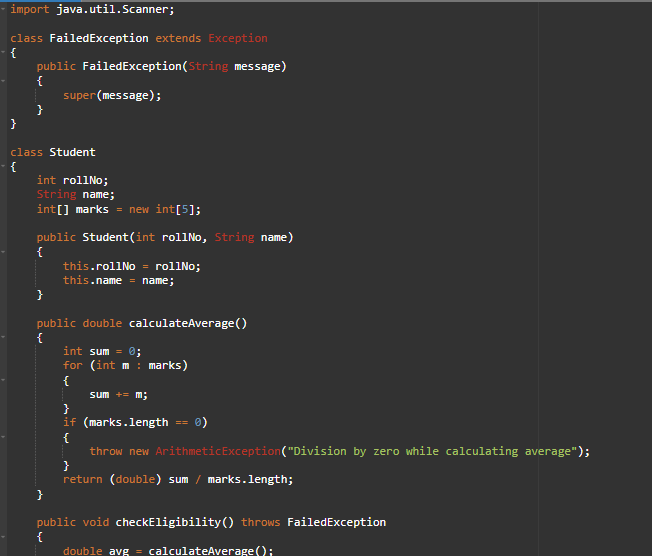 import java.util.Scanner;
class FailedException extends Exception
{
public FailedException(String message)
{
super(message);
}
}
class Student
{
int rollNo;
String name;
int[] marks = new int[5];
public Student(int rollNo, String name)
{
this.rollNo = rollNo;
this.name = name;
}
public double calculateAverage()
{
int sum = 0;
for (int m : marks)
{
sum += m;
}
if (marks.length == 0)
{
throw new ArithmeticException("Division by zero while calculating average");
}
return (double) sum / marks.length;
}
public void checkEligibility() throws FailedException
{
double avg = calculateAverage();